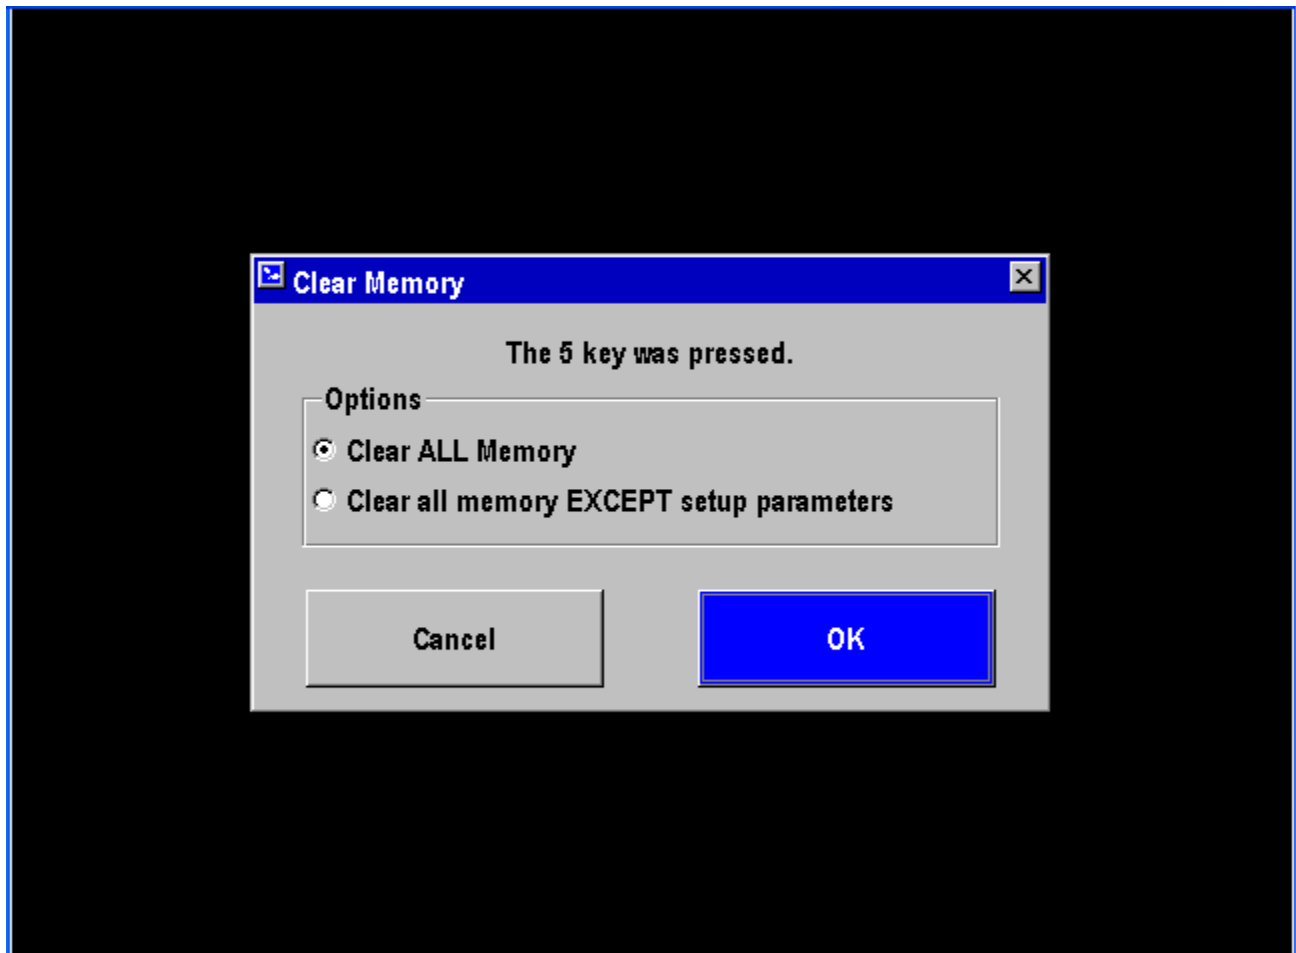 Clear Memory
The 5 key was pressed.
Options
Clear ALL Memory
Clear all memory EXCEPT setup parameters
Cancel
OK